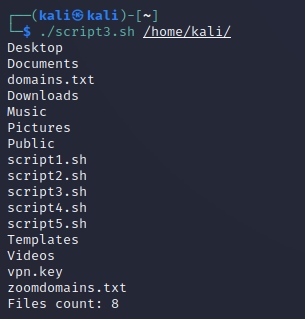 ┌──(kali㉿kali)-[~]
└─$ ./script3.sh /home/kali/
Desktop
Documents
domains.txt
Downloads
Music
Pictures
Public
script1.sh
script2.sh
script3.sh
script4.sh
script5.sh
Templates
Videos
vpn.key
zoomdomains.txt
Files count: 8